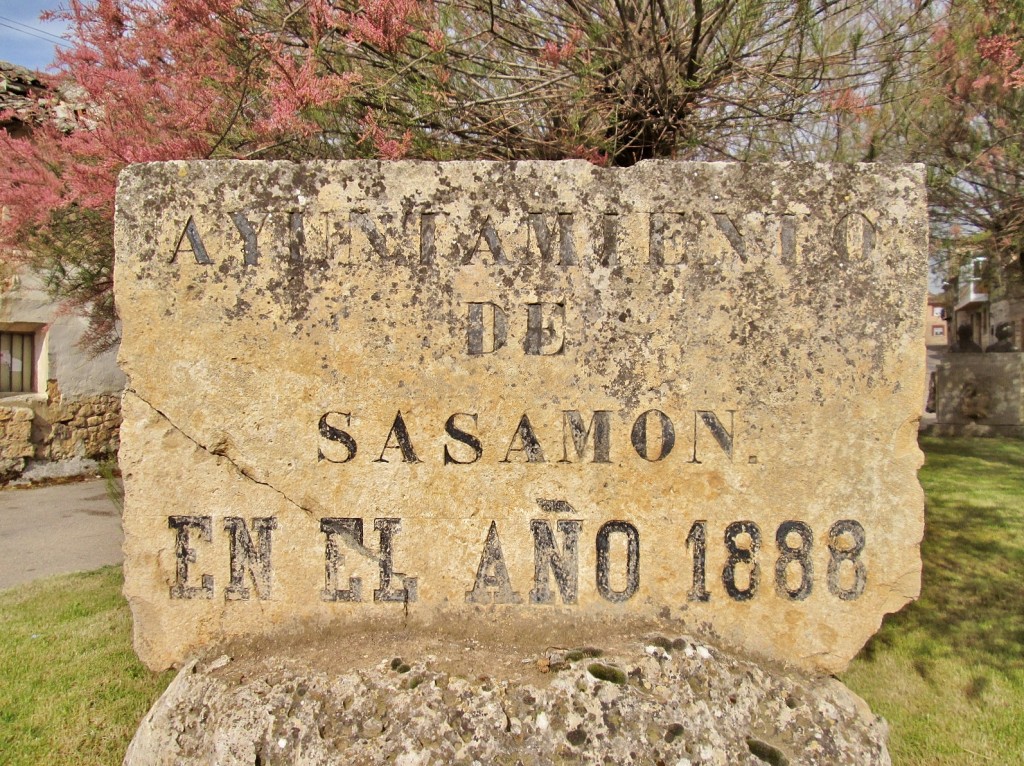 AYUNTAMIENTO
DE
SASAMON.
EN EL AÑO 1888